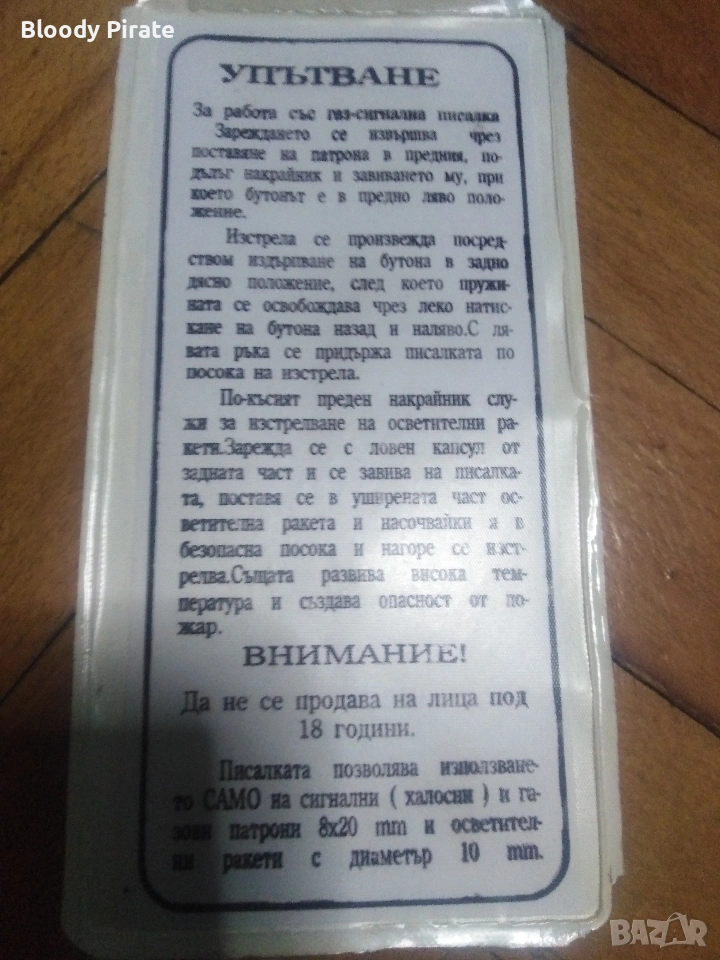 Bloody Pirate
УПЪТВАНЕ
За работа със газ-сигнална писалка
Зареждането се извършва чрез
поставяне на патрона в предния, по-
дълъг накрайник и завиването му, при
което бутонът е в предно ляво поло-
жение.
Изстрела се произвежда посред-
ством издърпване на бутона в задно
дясно положение, след което пружи-
ната се освобождава чрез леко натис-
кане на бутона назад и наляво.С ля-
вата ръка се придържа писалката по
посока на изстрела.
По-късият преден накрайник слу-
жи за изстрелване на осветителни ра-
кети.Зарежда се с ловен капсул от
задната част и се завива на писалка-
та, поставя се в уширената част ос-
ветителна ракета и насочвайки я в
безопасна посока и нагоре се изст-
релва.Същата развива висока тем-
пература и създава опасност от по-
жар.
ВНИМАНИЕ!
Да не се продава на лица под
18 години.
Писалката позволява използване-
то САМО на сигнални ( халосни ) и га-
зови патрони 8x20 mm и осветител-
ни ракети с диаметър 10 mm.
BAZAR